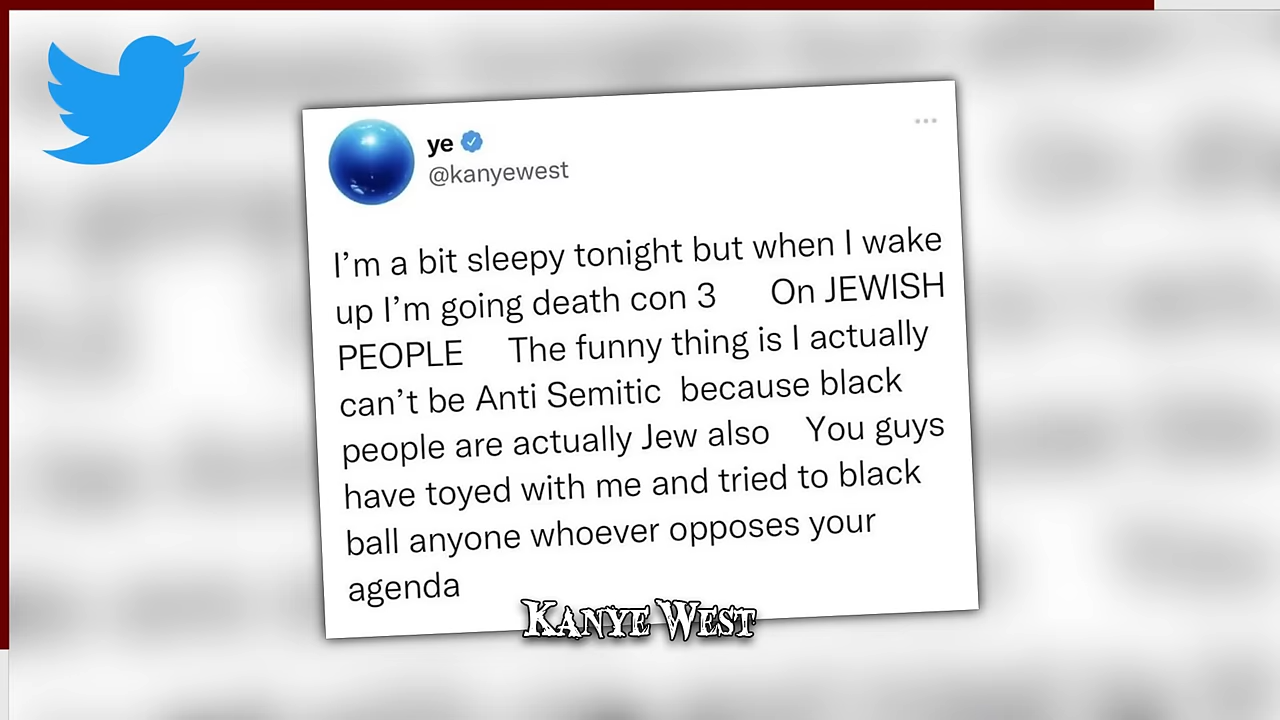 ye
@kanyewest
I'm a bit sleepy tonight but when I wake
up I'm going death con 3 On JEWISH
PEOPLE The funny thing is I actually
can't be Anti Semitic because black
people are actually Jew also You guys
have toyed with me and tried to black
ball anyone whoever opposes your
agenda
Kanye West